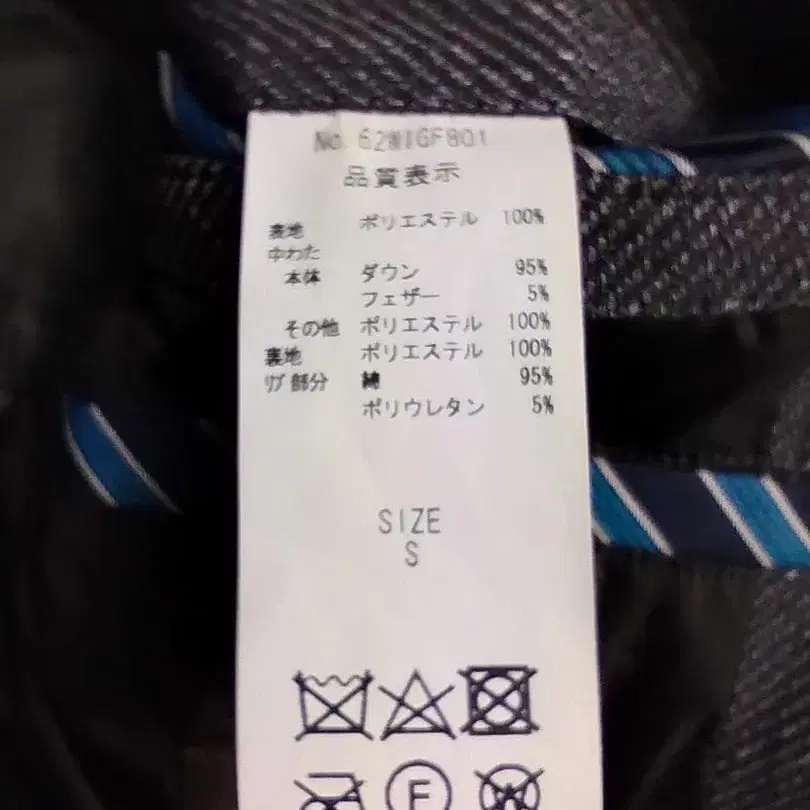 No. 62WIGF801
品質表示
表地 ポリエステル 100%
中わた
本体 ダウン 95%
フェザー 5%
その他 ポリエステル 100%
裏地 ポリエステル 100%
リブ部分 綿 95%
ポリウレタン 5%
SIZE
S
F W